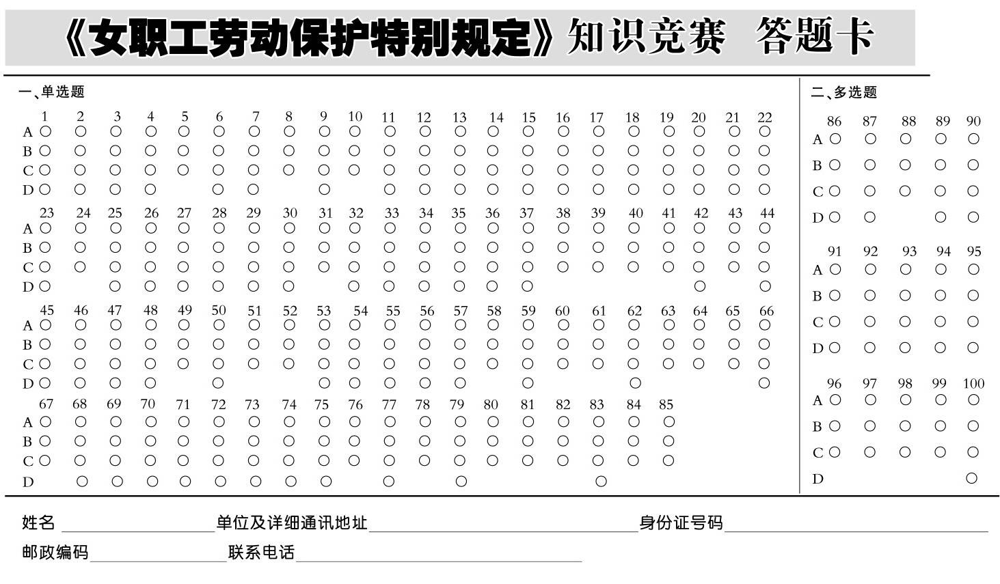 《女职工劳动保护特别规定》知识竞赛 答题卡
一、单选题
1 2 3 4 5 6 7 8 9 10 11 12 13 14 15 16 17 18 19 20 21 22
A
B
C
D
23 24 25 26 27 28 29 30 31 32 33 34 35 36 37 38 39 40 41 42 43 44
A
B
C
D
45 46 47 48 49 50 51 52 53 54 55 56 57 58 59 60 61 62 63 64 65 66
A
B
C
D
67 68 69 70 71 72 73 74 75 76 77 78 79 80 81 82 83 84 85
A
B
C
D
二、多选题
86 87 88 89 90
A
B
C
D
91 92 93 94 95
A
B
C
D
96 97 98 99 100
A
B
C
D
姓名 单位及详细通讯地址 身份证号码
邮政编码 联系电话